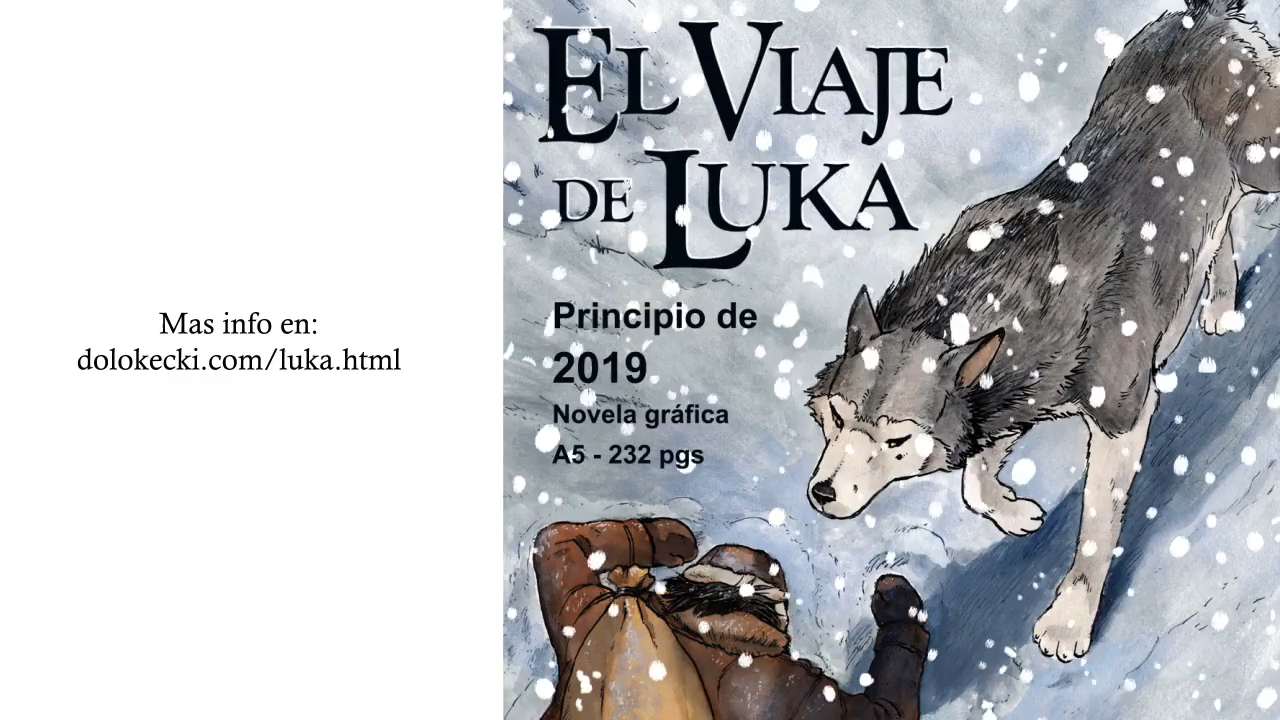 Mas info en:
dolokecki.com/luka.html
EL VIAJE
DE LUKA
Principio de
2019
Novela gráfica
A5 - 232 pgs